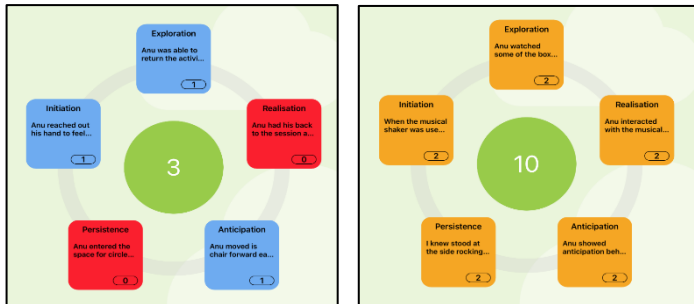 Exploration
Anu was able to
return the activi...
1
Initiation
Anu reached out
his hand to feel...
1
Realisation
Anu had his back
to the session a...
0
3
Persistence
Anu entered the
space for circle...
0
Anticipation
Anu moved is
chair forward ea...
1
Exploration
Anu watched
some of the box...
2
Initiation
When the musical
shaker was use...
2
Realisation
Anu interacted
with the musical...
2
10
Persistence
I knew stood at
the side rocking...
2
Anticipation
Anu showed
anticipation beh...
2